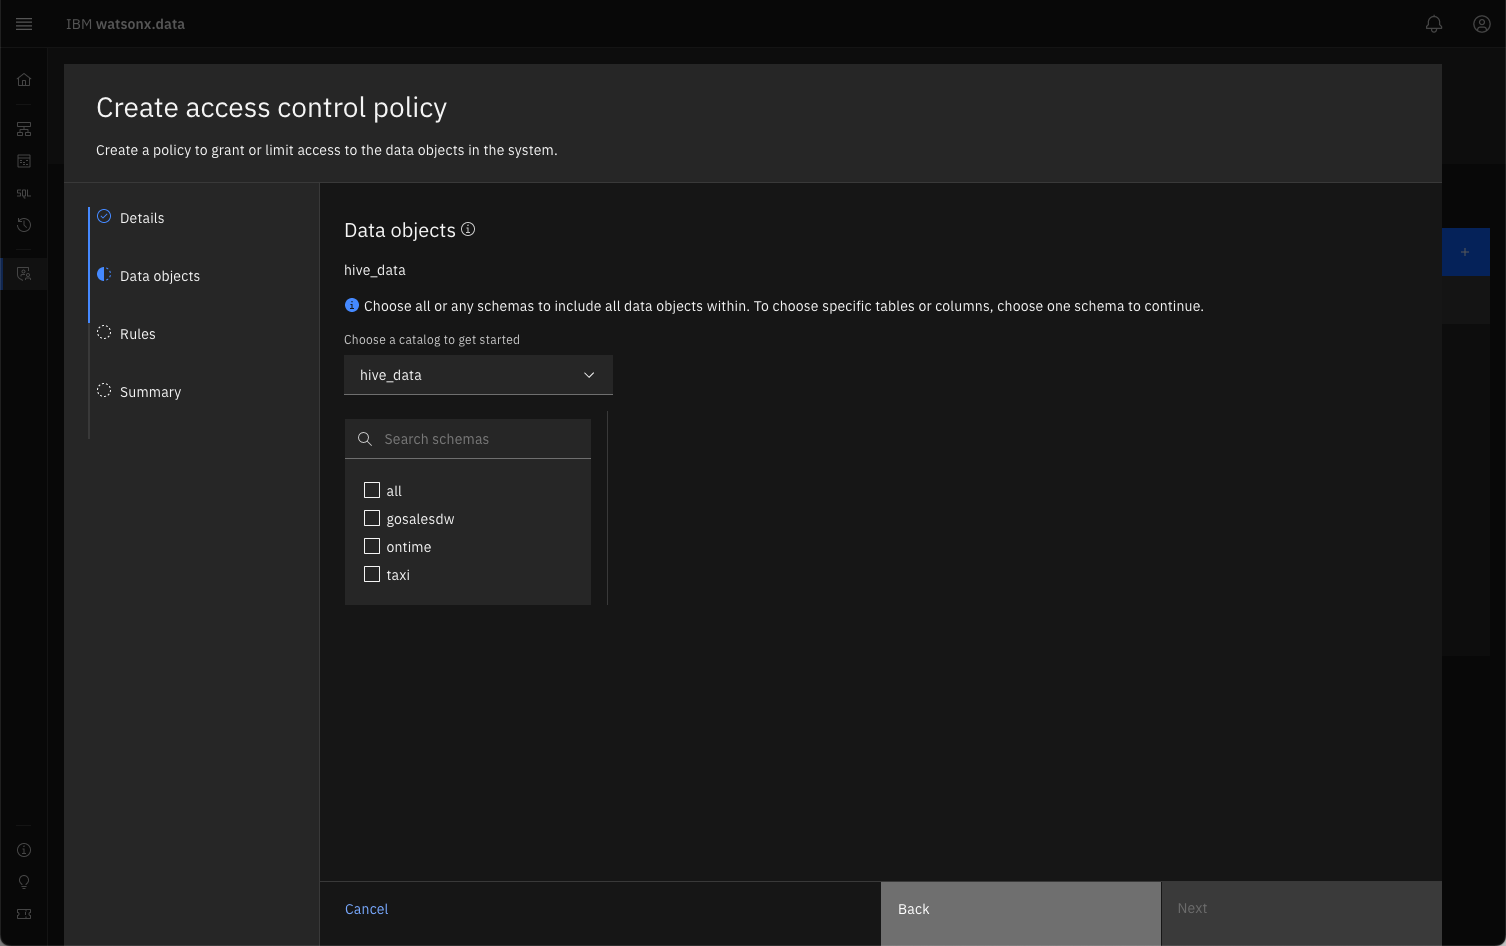 IBM watsonx.data
SQL
Create access control policy
Create a policy to grant or limit access to the data objects in the system.
Details
Data objects
Rules
Summary
Data objects
hive_data
Choose all or any schemas to include all data objects within. To choose specific tables or columns, choose one schema to continue.
Choose a catalog to get started
hive_data
Search schemas
all
gosalesdw
ontime
taxi
Cancel
Back
Next